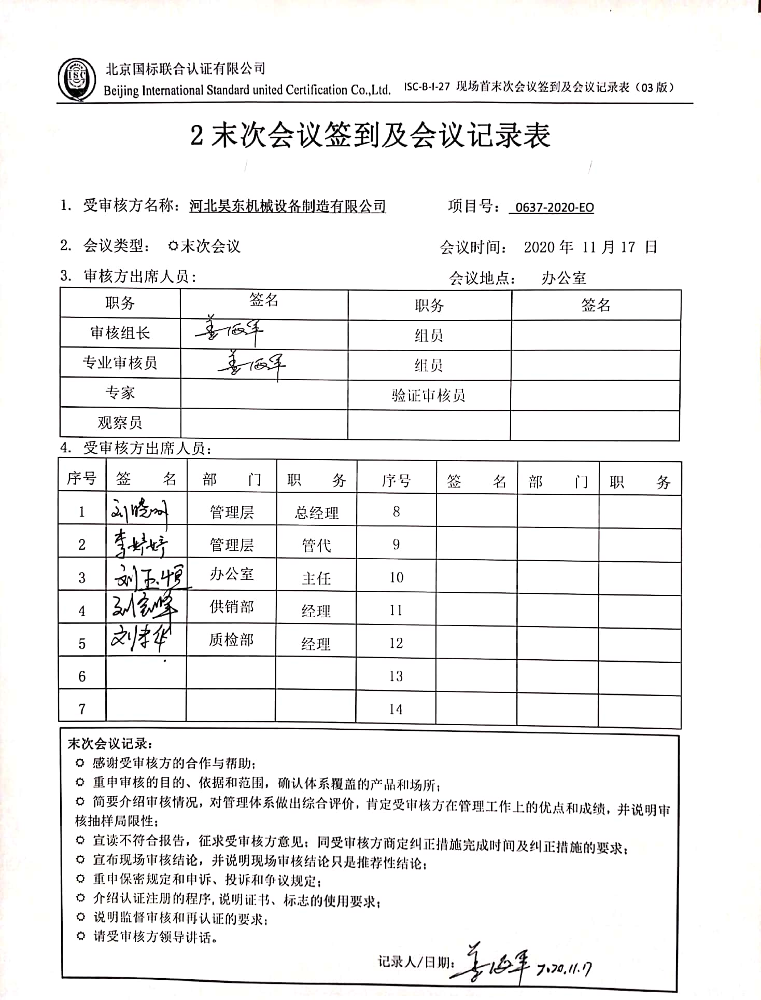 ISC
北京国标联合认证有限公司
Beijing International Standard united Certification Co.,Ltd. ISC-B-I-27 现场首末次会议签到及会议记录表（03 版）
2 末次会议签到及会议记录表
1. 受审核方名称：河北昊东机械设备制造有限公司 项目号： 0637-2020-EO
2. 会议类型： 末次会议 会议时间： 2020 年 11 月 17 日
3. 审核方出席人员： 会议地点： 办公室
职务 签名 职务 签名
审核组长 姜海军 组员
专业审核员 姜海军 组员
专家 验证审核员
观察员
4. 受审核方出席人员：
序号 签 名 部 门 职 务 序号 签 名 部 门 职 务
1 管理层 总经理 8
2 李婷婷 管理层 管代 9
3 刘玉恒 办公室 主任 10
4 供销部 经理 11
5 质检部 经理 12
6 13
7 14
末次会议记录：
感谢受审核方的合作与帮助；
重申审核的目的、依据和范围，确认体系覆盖的产品和场所；
简要介绍审核情况，对管理体系做出综合评价，肯定受审核方在管理工作上的优点和成绩，并说明审
核抽样局限性；
宣读不符合报告，征求受审核方意见；同受审核方商定纠正措施完成时间及纠正措施的要求；
宣布现场审核结论，并说明现场审核结论只是推荐性结论；
重申保密规定和申诉、投诉和争议规定；
介绍认证注册的程序，说明证书、标志的使用要求；
说明监督审核和再认证的要求；
请受审核方领导讲话。
记录人/日期： 姜海军 2020.11.17